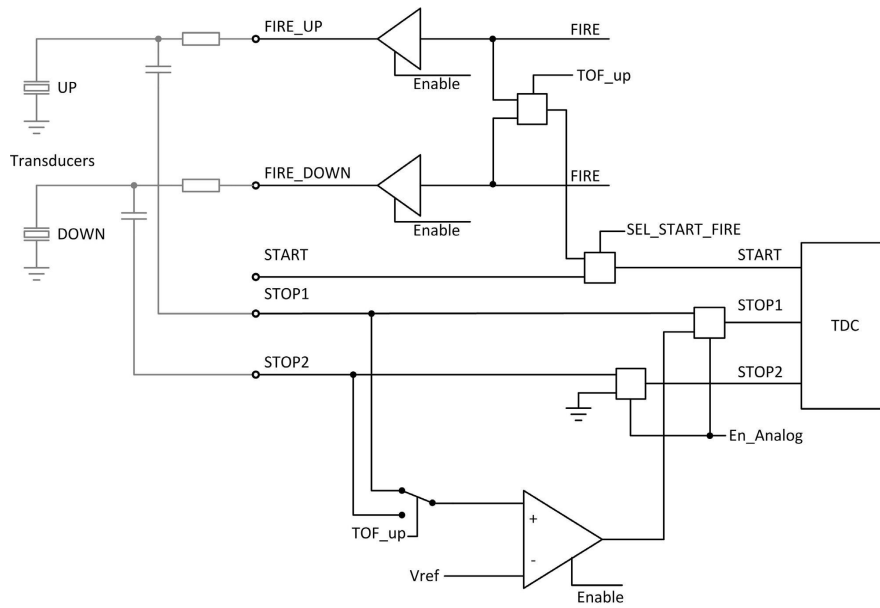 FIRE_UP
FIRE
Enable
TOF_up
UP
Transducers
FIRE_DOWN
FIRE
Enable
DOWN
SEL_START_FIRE
START
START
STOP1
STOP1
TDC
STOP2
STOP2
En_Analog
TOF_up
+
-
Vref
Enable